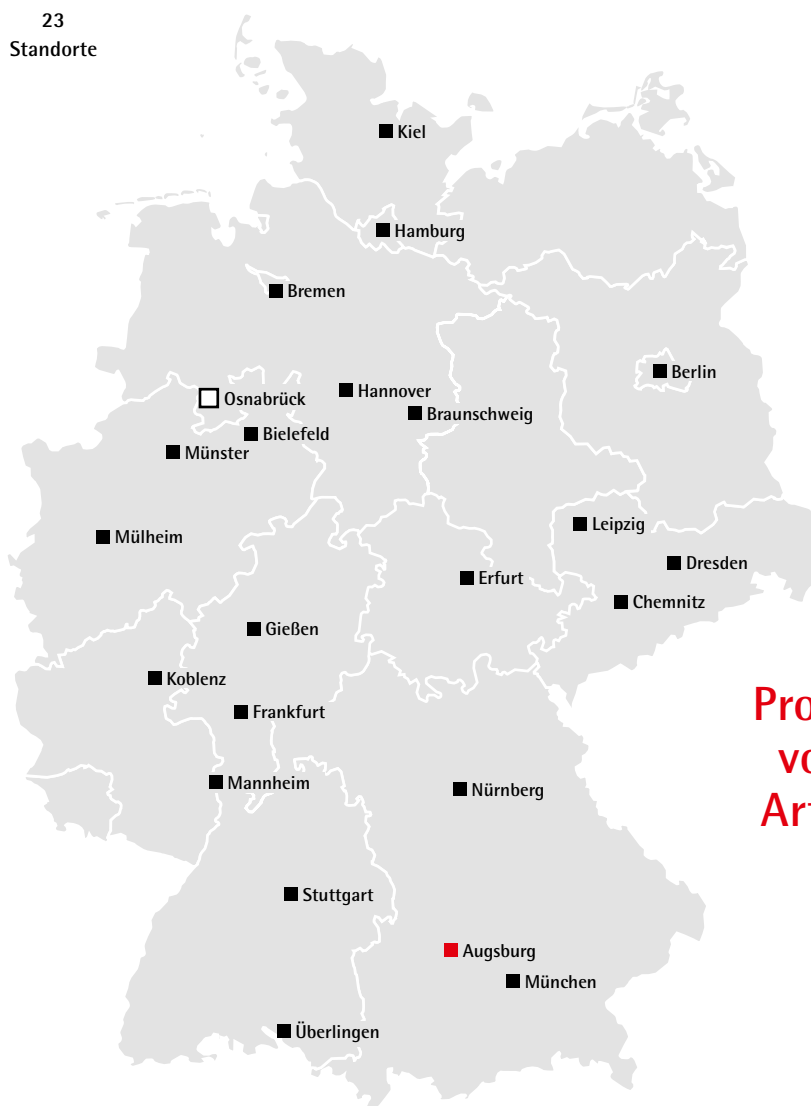 23
Standorte
Kiel
Hamburg
Bremen
Berlin
Hannover
Osnabrück
Braunschweig
Bielefeld
Münster
Leipzig
Mülheim
Dresden
Erfurt
Chemnitz
Gießen
Koblenz
Frankfurt
Mannheim
Nürnberg
Stuttgart
Augsburg
München
Überlingen